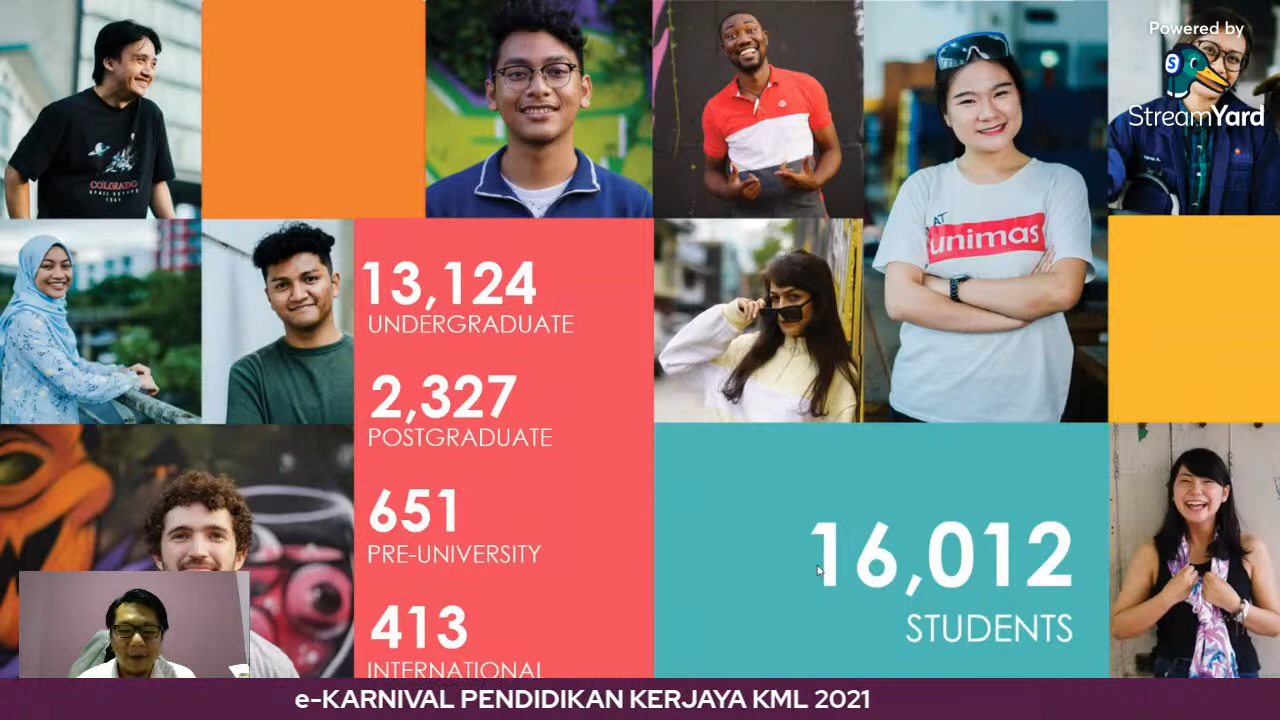 Powered by
StreamYard
COLORADO
AT
unimas
13,124
UNDERGRADUATE
2,327
POSTGRADUATE
651
PRE-UNIVERSITY
413
INTERNATIONAL
16,012
STUDENTS
e-KARNIVAL PENDIDIKAN KERJAYA KML 2021